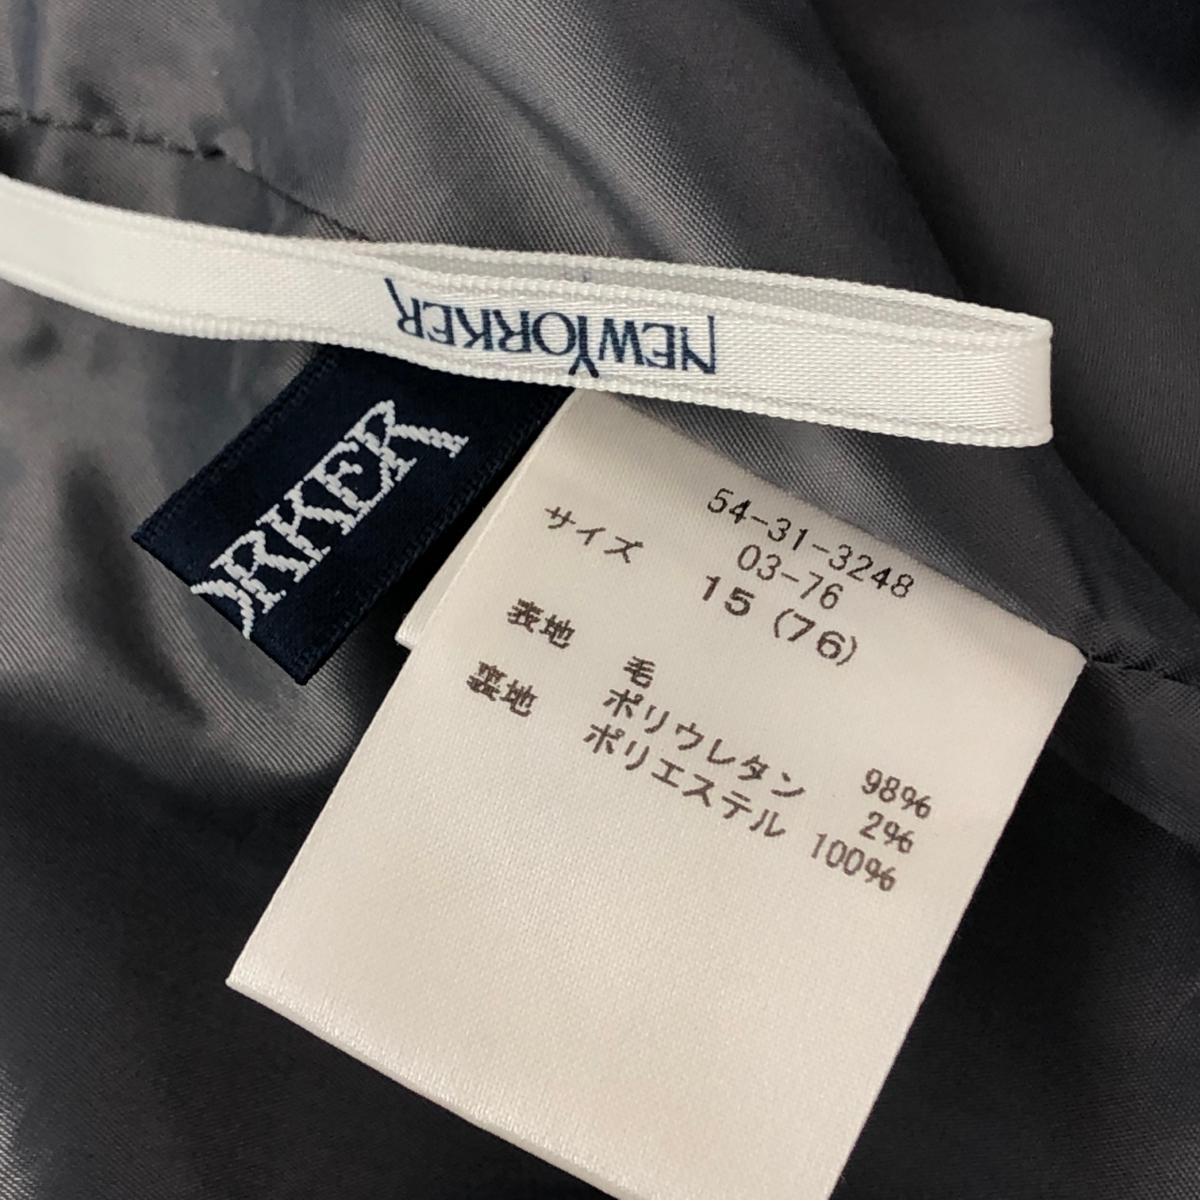 NEWYORKER
ORKER
54-31-3248
03-76
サイズ 15 (76)
表地 毛 98%
ポリウレタン 2%
裏地 ポリエステル 100%